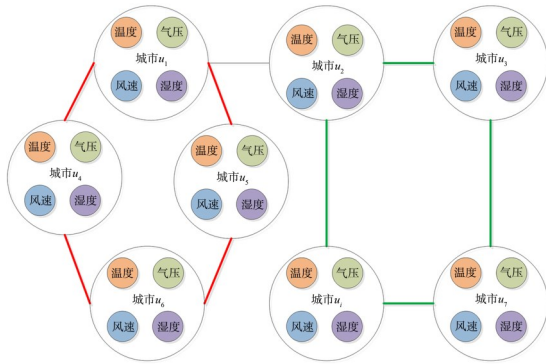 温度 气压
城市u1
风速 湿度
温度 气压
城市u2
风速 湿度
温度 气压
城市u3
风速 湿度
温度 气压
城市u4
风速 湿度
温度 气压
城市u5
风速 湿度
温度 气压
城市u6
风速 湿度
温度 气压
城市ui
风速 湿度
温度 气压
城市u7
风速 湿度